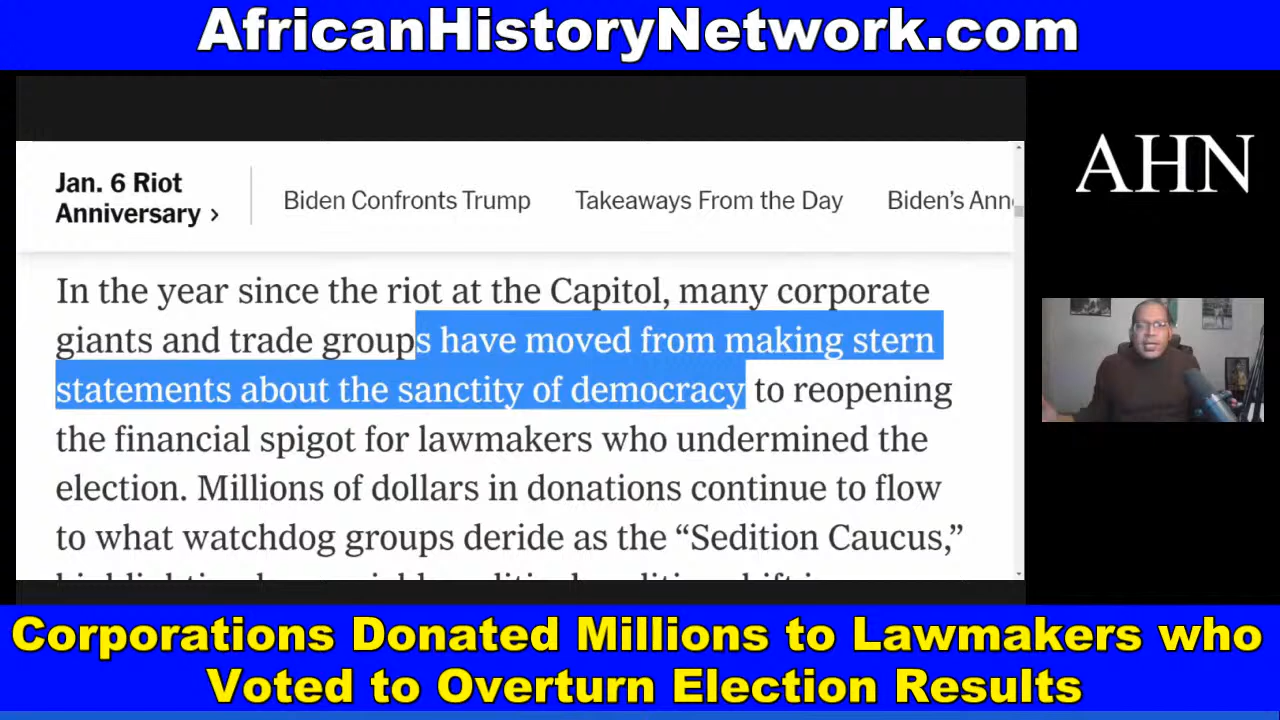 AfricanHistoryNetwork.com
AHN
Jan. 6 Riot
Anniversary >
Biden Confronts Trump
Takeaways From the Day
Biden's
In the year since the riot at the Capitol, many corporate
giants and trade groups have moved from making stern
statements about the sanctity of democracy to reopening
the financial spigot for lawmakers who undermined the
election. Millions of dollars in donations continue to flow
to what watchdog groups deride as the “Sedition Caucus,”
Corporations Donated Millions to Lawmakers who
Voted to Overturn Election Results